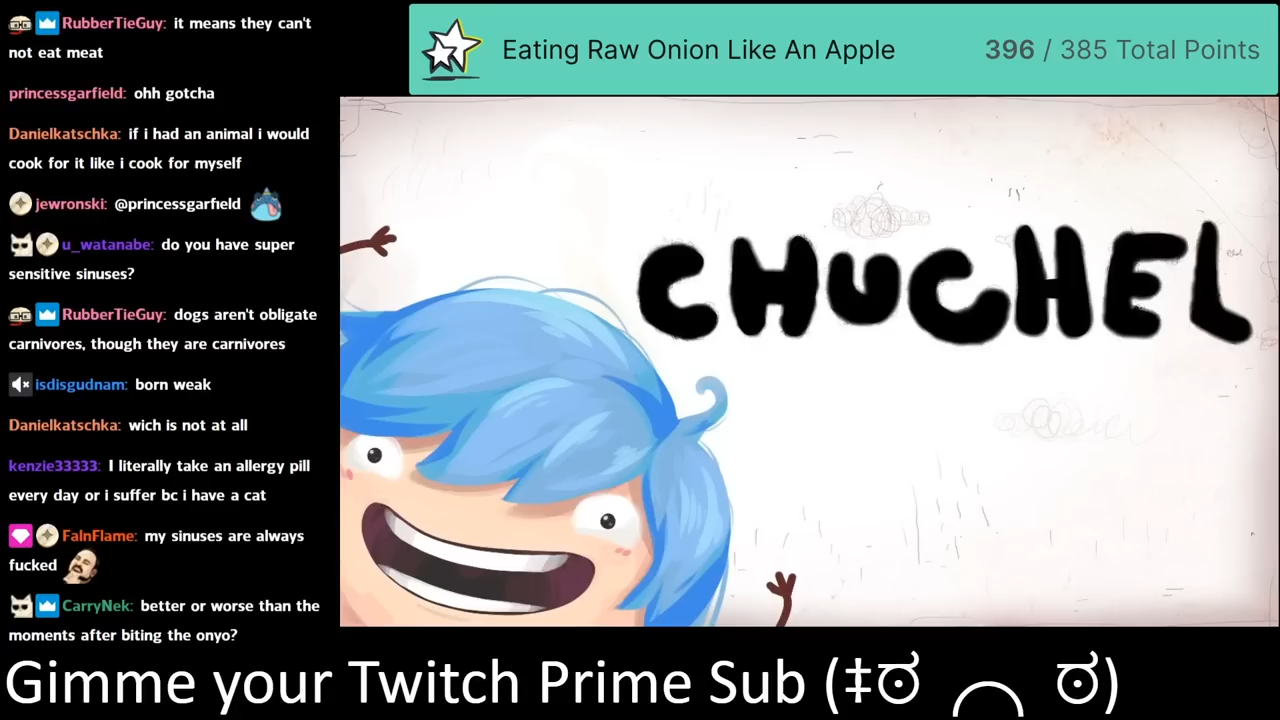 RubberTieGuy: it means they can't
not eat meat
princessgarfield: ohh gotcha
Danielkatschka: if i had an animal i would
cook for it like i cook for myself
jewronski: @princessgarfield
u_watanabe: do you have super
sensitive sinuses?
RubberTieGuy: dogs aren't obligate
carnivores, though they are carnivores
isdisgudnam: born weak
Danielkatschka: wich is not at all
kenzie33333: I literally take an allergy pill
every day or i suffer bc i have a cat
FalnFlame: my sinuses are always
fucked
CarryNek: better or worse than the
moments after biting the onyo?
Eating Raw Onion Like An Apple
396 / 385 Total Points
CHUCHEL
Gimme your Twitch Prime Sub (‡ಠ ╭╮ ಠ)